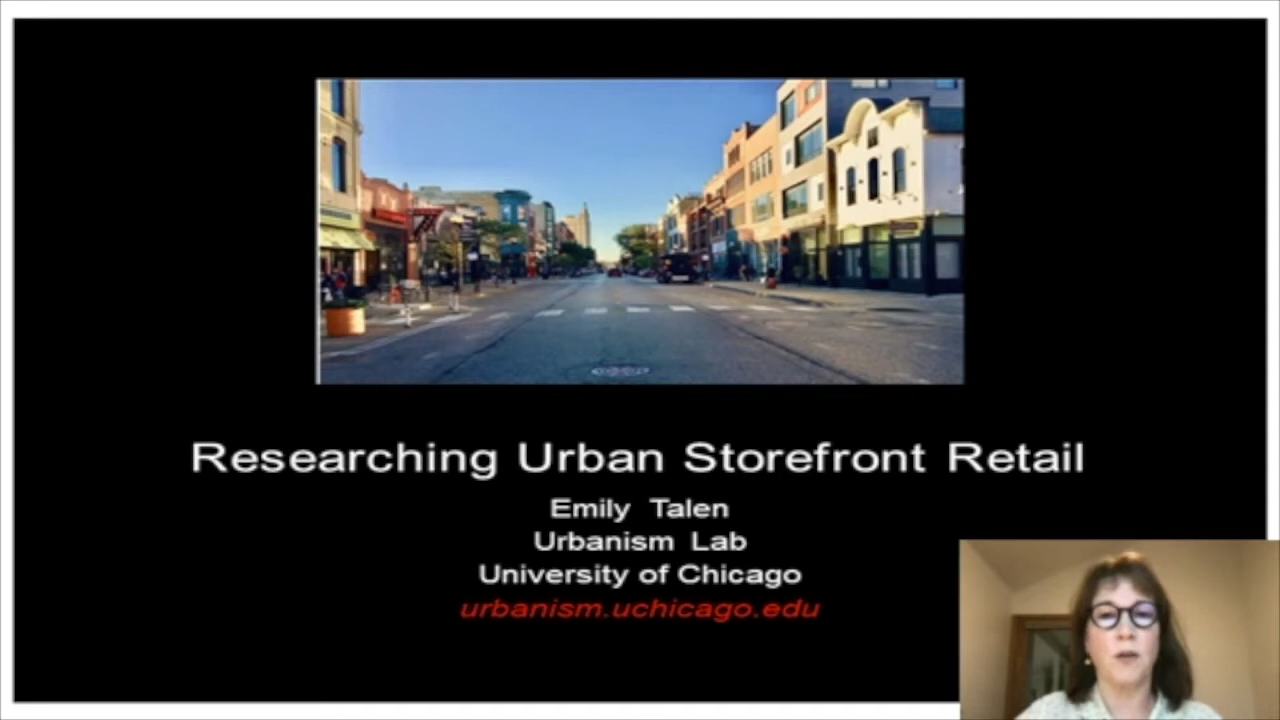 Researching Urban Storefront Retail
Emily Talen
Urbanism Lab
University of Chicago
urbanism.uchicago.edu